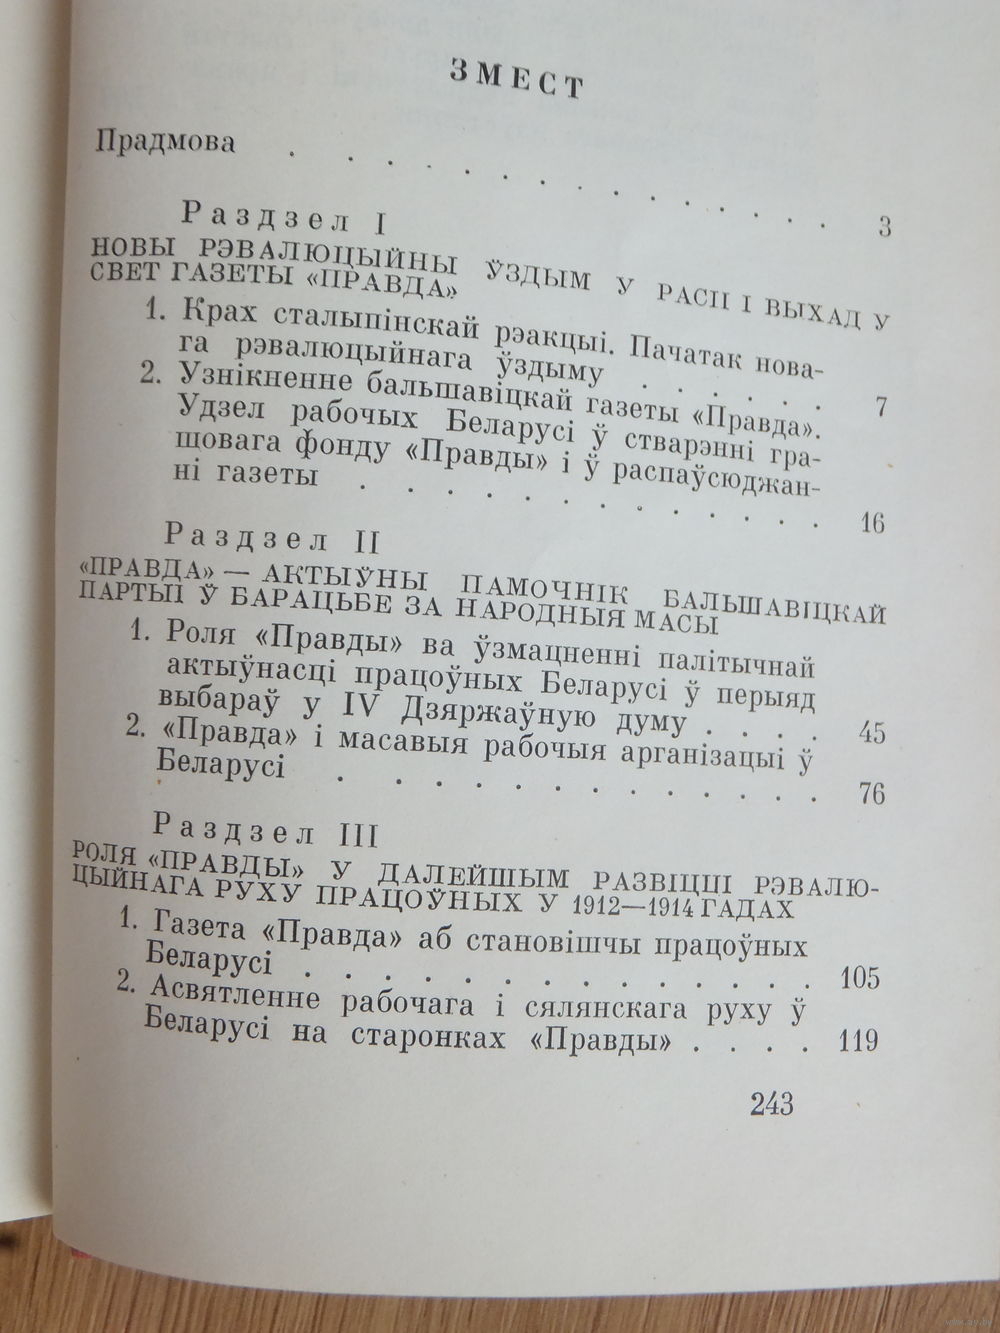 ЗМЕСТ
Прадмова . . . . . . . . . . . . . 3
Раздзел I
НОВЫ РЭВАЛЮЦЫЙНЫ ЎЗДЫМ У РАСІІ І ВЫХАД У
СВЕТ ГАЗЕТЫ «ПРАВДА»
1. Крах сталыпінскай рэакцыі. Пачатак нова-
га рэвалюцыйнага ўздыму . . . . . . 7
2. Узнікненне бальшавіцкай газеты «Правда».
Удзел рабочых Беларусі ў стварэнні гра-
шовага фонду «Правды» і ў распаўсюджан-
ні газеты . . . . . . . . . . . . 16
Раздзел II
«ПРАВДА» — АКТЫЎНЫ ПАМОЧНІК БАЛЬШАВІЦКАЙ
ПАРТЫІ Ў БАРАЦЬБЕ ЗА НАРОДНЫЯ МАСЫ
1. Роля «Правды» ва ўзмацненні палітычнай
актыўнасці працоўных Беларусі ў перыяд
выбараў у IV Дзяржаўную думу . . . . 45
2. «Правда» і масавыя рабочыя арганізацыі ў
Беларусі . . . . . . . . . . . . 76
Раздзел III
РОЛЯ «ПРАВДЫ» У ДАЛЕЙШЫМ РАЗВІЦЦІ РЭВАЛЮ-
ЦЫЙНАГА РУХУ ПРАЦОЎНЫХ У 1912—1914 ГАДАХ
1. Газета «Правда» аб становішчы працоўных
Беларусі . . . . . . . . . . . . . 105
2. Асвятленне рабочага і сялянскага руху ў
Беларусі на старонках «Правды» . . . . 119
243
www.ay.by